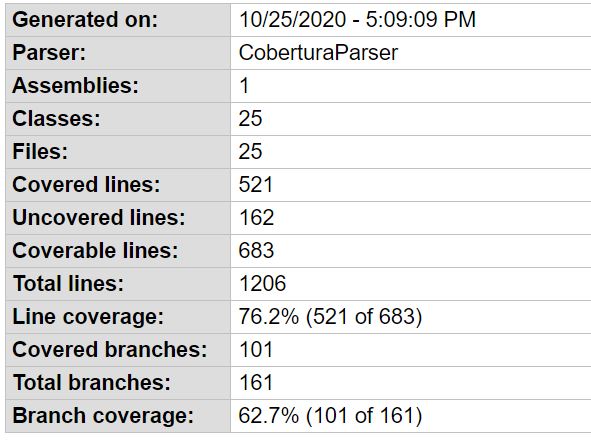 Generated on: 10/25/2020 - 5:09:09 PM
Parser: CoberturaParser
Assemblies: 1
Classes: 25
Files: 25
Covered lines: 521
Uncovered lines: 162
Coverable lines: 683
Total lines: 1206
Line coverage: 76.2% (521 of 683)
Covered branches: 101
Total branches: 161
Branch coverage: 62.7% (101 of 161)